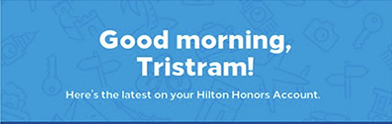 Good morning,
Tristram!
Here's the latest on your Hilton Honors Account.